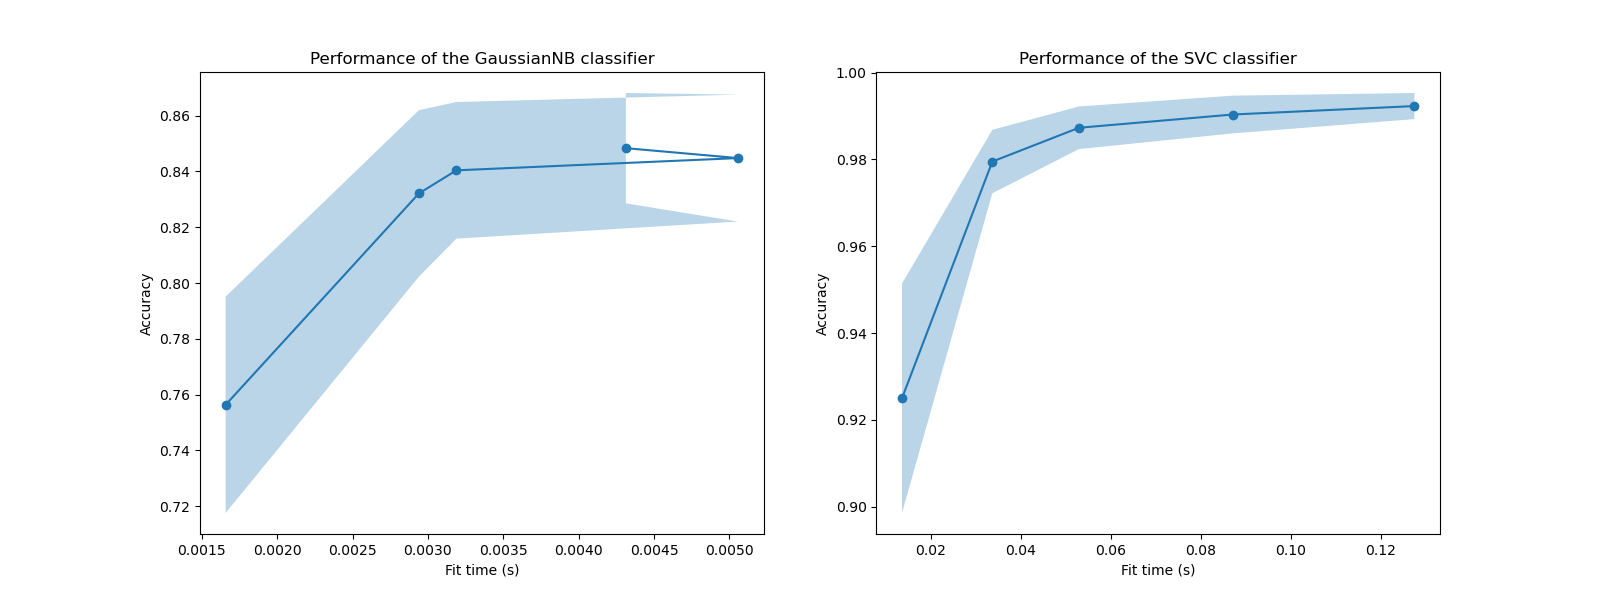 Performance of the GaussianNB classifier
0.86
0.84
0.82
0.80
0.78
0.76
0.74
0.72
Accuracy
0.0015 0.0020 0.0025 0.0030 0.0035 0.0040 0.0045 0.0050
Fit time (s)
Performance of the SVC classifier
1.00
0.98
0.96
0.94
0.92
0.90
Accuracy
0.02 0.04 0.06 0.08 0.10 0.12
Fit time (s)